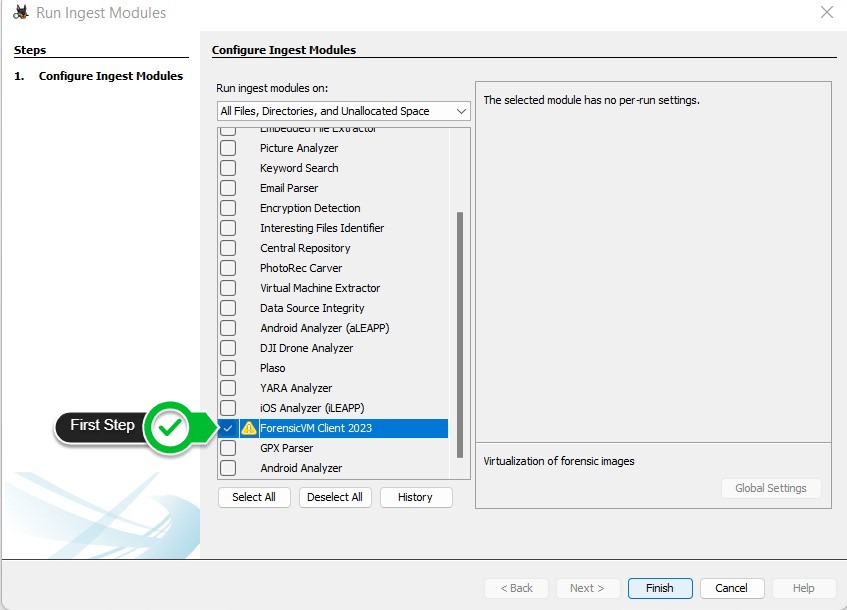 Run Ingest Modules
Steps
1. Configure Ingest Modules
Configure Ingest Modules
Run ingest modules on:
All Files, Directories, and Unallocated Space
Embedded File Extractor
Picture Analyzer
Keyword Search
Email Parser
Encryption Detection
Interesting Files Identifier
Central Repository
PhotoRec Carver
Virtual Machine Extractor
Data Source Integrity
Android Analyzer (aLEAPP)
DJI Drone Analyzer
Plaso
YARA Analyzer
iOS Analyzer (iLEAPP)
First Step
ForensicVM Client 2023
GPX Parser
Android Analyzer
Select All
Deselect All
History
The selected module has no per-run settings.
Virtualization of forensic images
Global Settings
< Back
Next >
Finish
Cancel
Help